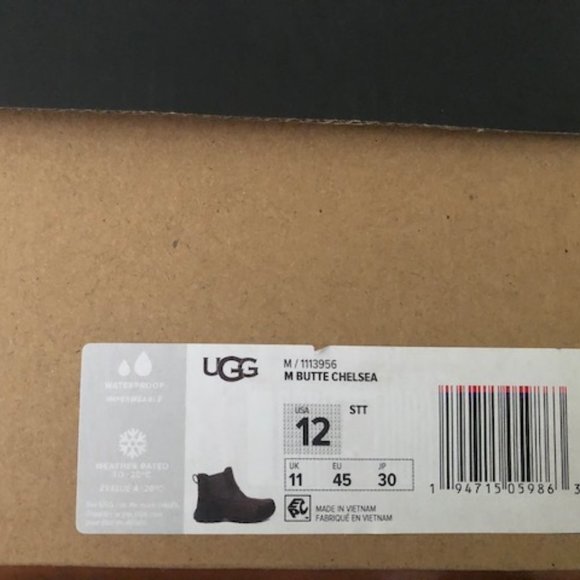 UGG
M / 1113956
M BUTTE CHELSEA
USA
12
STT
UK
11
EU
45
JP
30
MADE IN VIETNAM
FABRIQUÉ EN VIETNAM
1 94715 05986 3
WATERPROOF
IMPERMÉABLE
WEATHER RATED